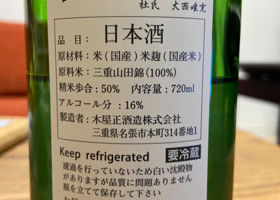 杜氏 大西唯克
品目：日本酒
原材料：米（国産）米麹（国産米）
原料米：三重山田錦(100%)
精米歩合：50% 内容量：720ml
アルコール分：16%
製造者：木屋正酒造株式会社
三重県名張市本町314番地1
Keep refrigerated 要冷蔵
濾過を行っていないため白い沈殿物
がありますが品質に問題ありません
瓶を立てて保存して下さい